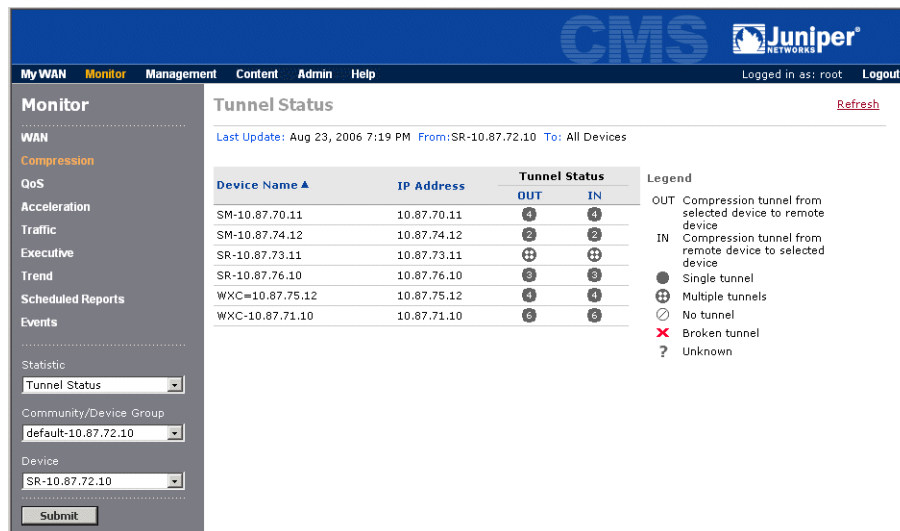 CMS
Juniper®
NETWORKS
My WAN Monitor Management Content Admin Help Logged in as: root Logout
Monitor
WAN
Compression
QoS
Acceleration
Traffic
Executive
Trend
Scheduled Reports
Events
Statistic
Tunnel Status
Community/Device Group
default-10.87.72.10
Device
SR-10.87.72.10
Submit
Tunnel Status
Refresh
Last Update: Aug 23, 2006 7:19 PM From:SR-10.87.72.10 To: All Devices
Device Name IP Address Tunnel Status
OUT IN
SM-10.87.70.11 10.87.70.11 4 4
SM-10.87.74.12 10.87.74.12 2 2
SR-10.87.73.11 10.87.73.11
SR-10.87.76.10 10.87.76.10 3 3
WXC=10.87.75.12 10.87.75.12 4 4
WXC-10.87.71.10 10.87.71.10 6 6
Legend
OUT Compression tunnel from
selected device to remote
device
IN Compression tunnel from
remote device to selected
device
Single tunnel
Multiple tunnels
No tunnel
Broken tunnel
? Unknown